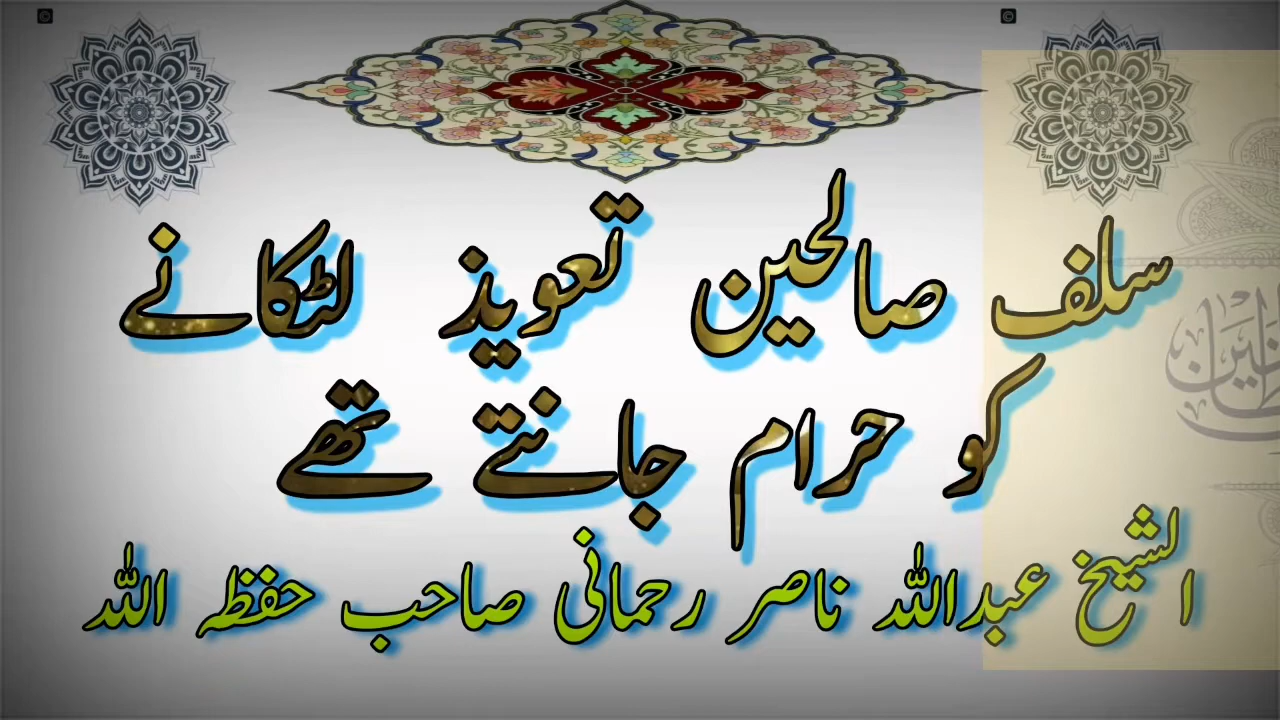 سلف صالحین تعویذ لٹکانے
کو حرام جانتے تھے
الشیخ عبداللہ ناصر رحمانی صاحب حفظہ اللہ